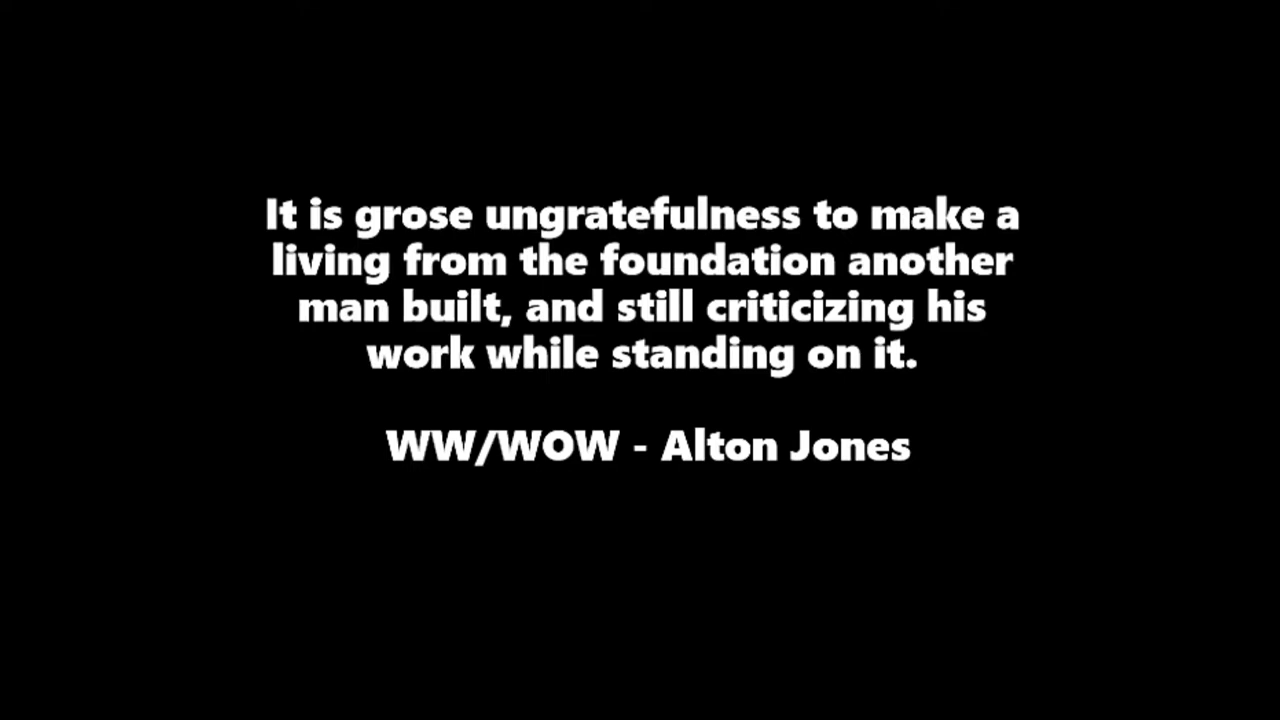 It is grose ungratefulness to make a
living from the foundation another
man built, and still criticizing his
work while standing on it.
WW/WOW - Alton Jones